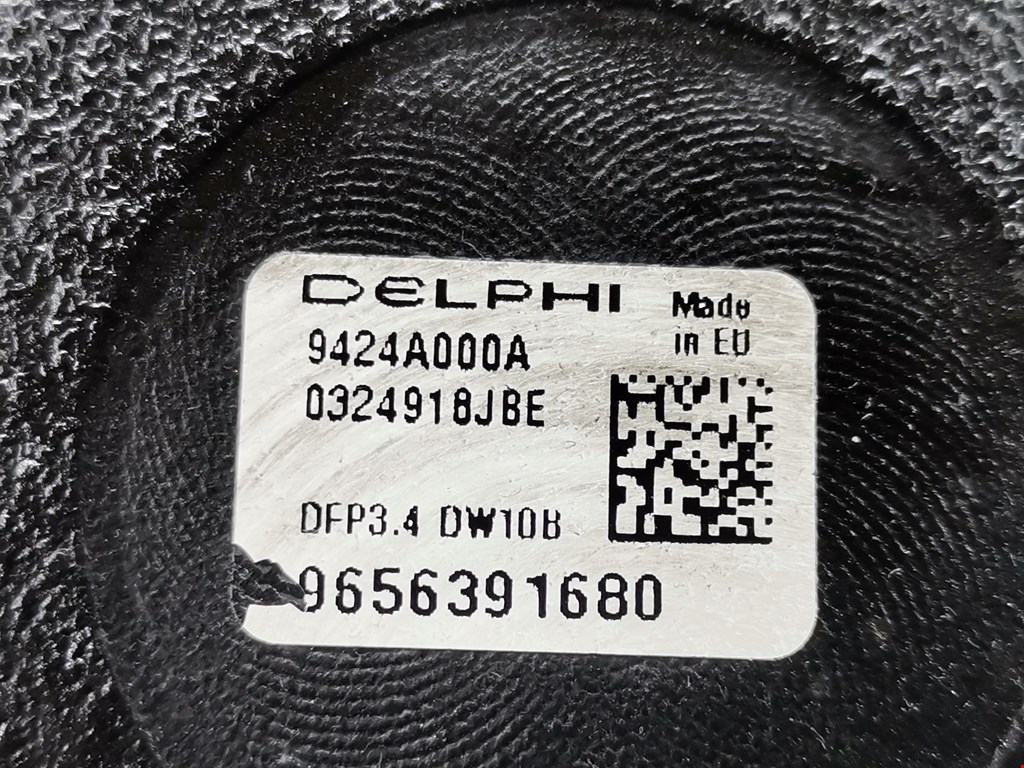 DELPHI
Made
in EU
9424A000A
0324918JBE
DFP3.4 DW10B
9656391680